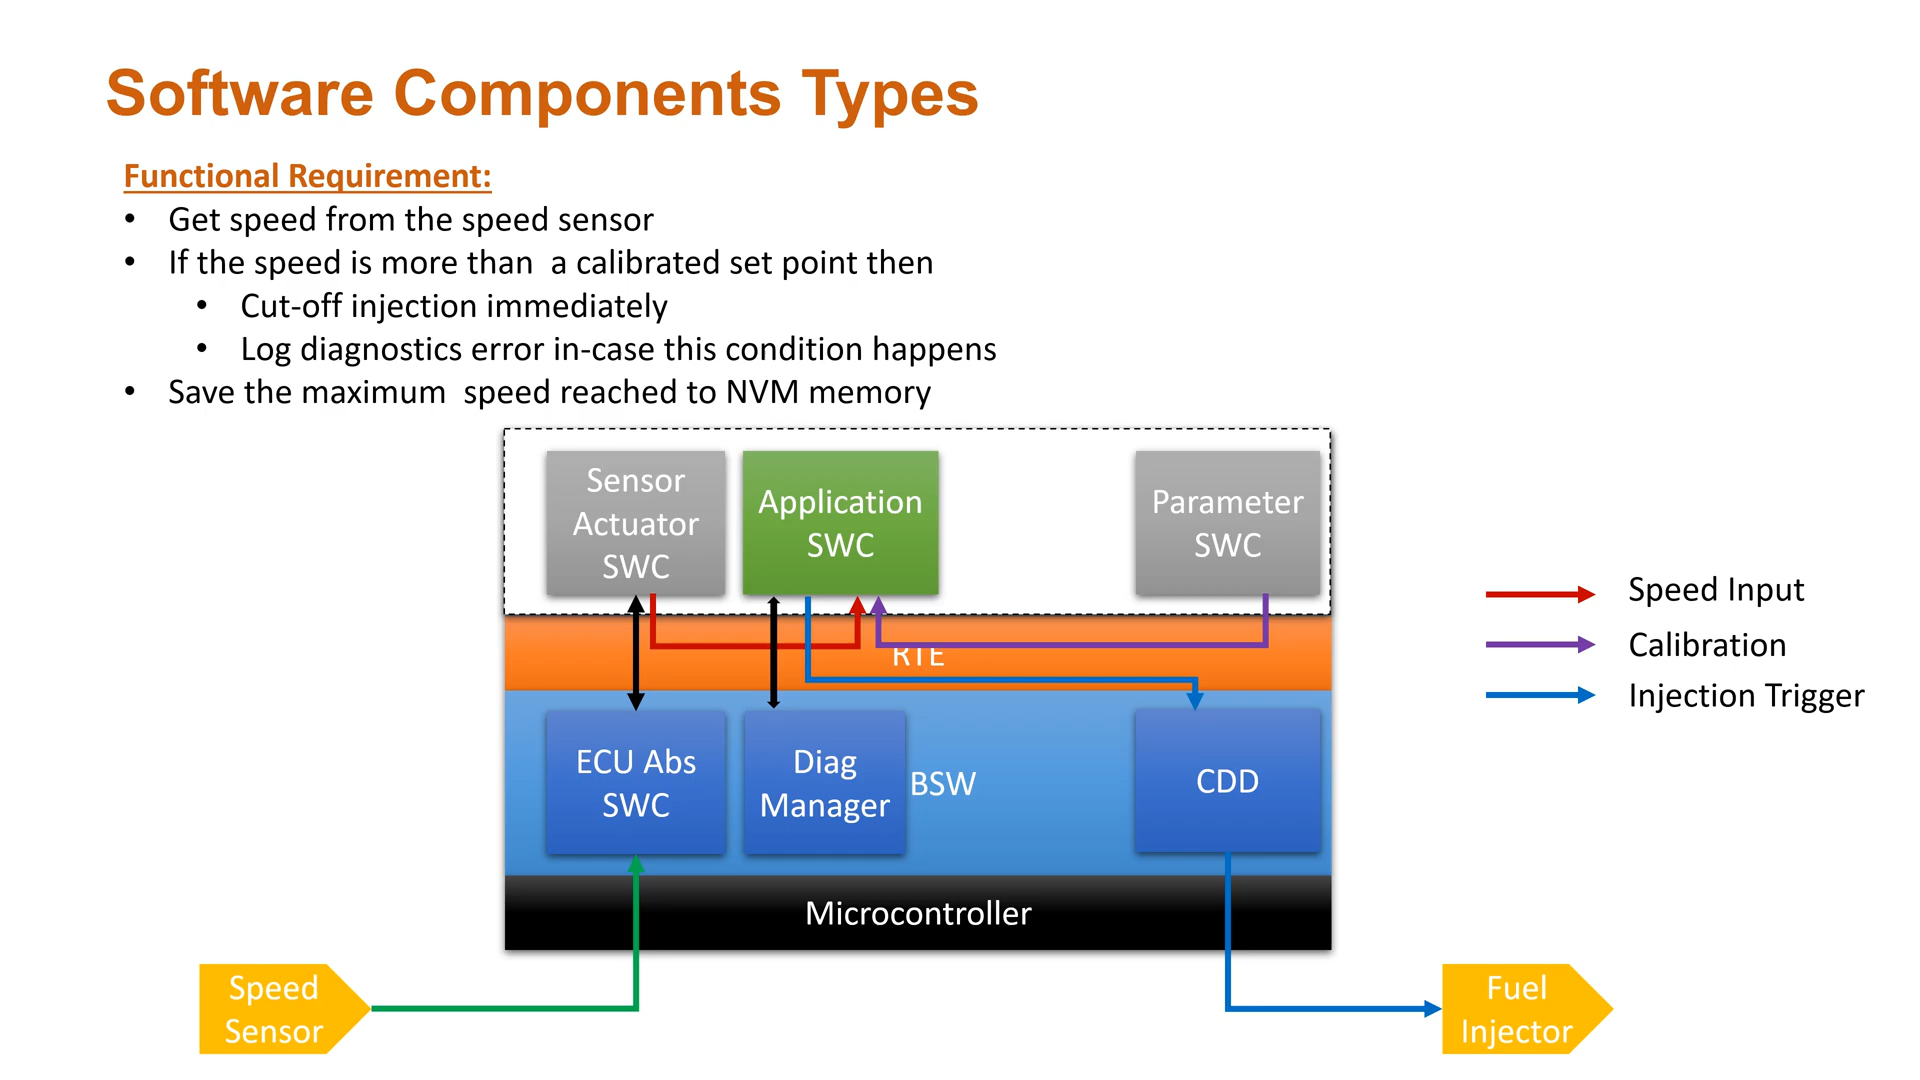 Software Components Types
Functional Requirement:
• Get speed from the speed sensor
• If the speed is more than  a calibrated set point then
• Cut-off injection immediately
• Log diagnostics error in-case this condition happens
• Save the maximum  speed reached to NVM memory
Sensor
Actuator
SWC
Application
SWC
Parameter
SWC
Speed Input
Calibration
Injection Trigger
RTE
ECU Abs
SWC
Diag
Manager
BSW
CDD
Microcontroller
Speed
Sensor
Fuel
Injector